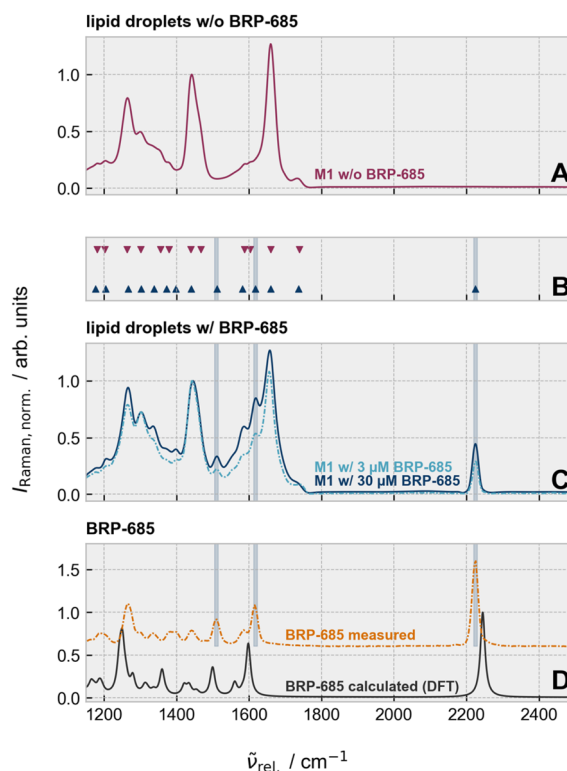 lipid droplets w/o BRP-685
1.0
0.5
0.0
M1 w/o BRP-685
A
B
lipid droplets w/ BRP-685
1.0
0.5
0.0
M1 w/ 3 µM BRP-685
M1 w/ 30 µM BRP-685
C
BRP-685
1.5
1.0
0.5
0.0
BRP-685 measured
BRP-685 calculated (DFT)
D
1200 1400 1600 1800 2000 2200 2400
ν̃rel. / cm⁻¹
IRaman, norm. / arb. units